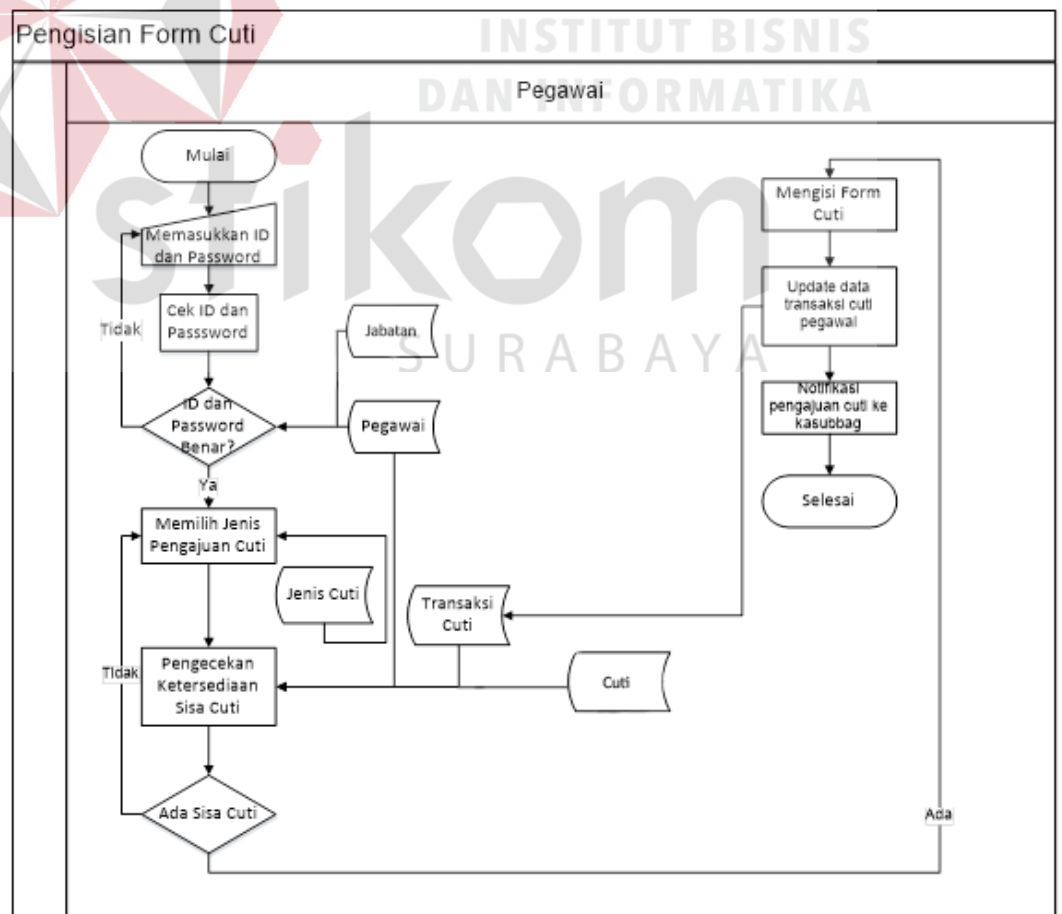 INSTITUT BISNIS
DAN INFORMATIKA
stikom
SURABAYA
Pengisian Form Cuti
Pegawai
Mulai
Memasukkan ID
dan Password
Cek ID dan
Passsword
Tidak
ID dan
Password
Benar?
Jabatan
Pegawai
Ya
Memilih Jenis
Pengajuan Cuti
Jenis Cuti
Transaksi
Cuti
Tidak
Pengecekan
Ketersediaan
Sisa Cuti
Cuti
Ada Sisa Cuti
Ada
Mengisi Form
Cuti
Update data
transaksi cuti
pegawai
Notifikasi
pengajuan cuti ke
kasubbag
Selesai